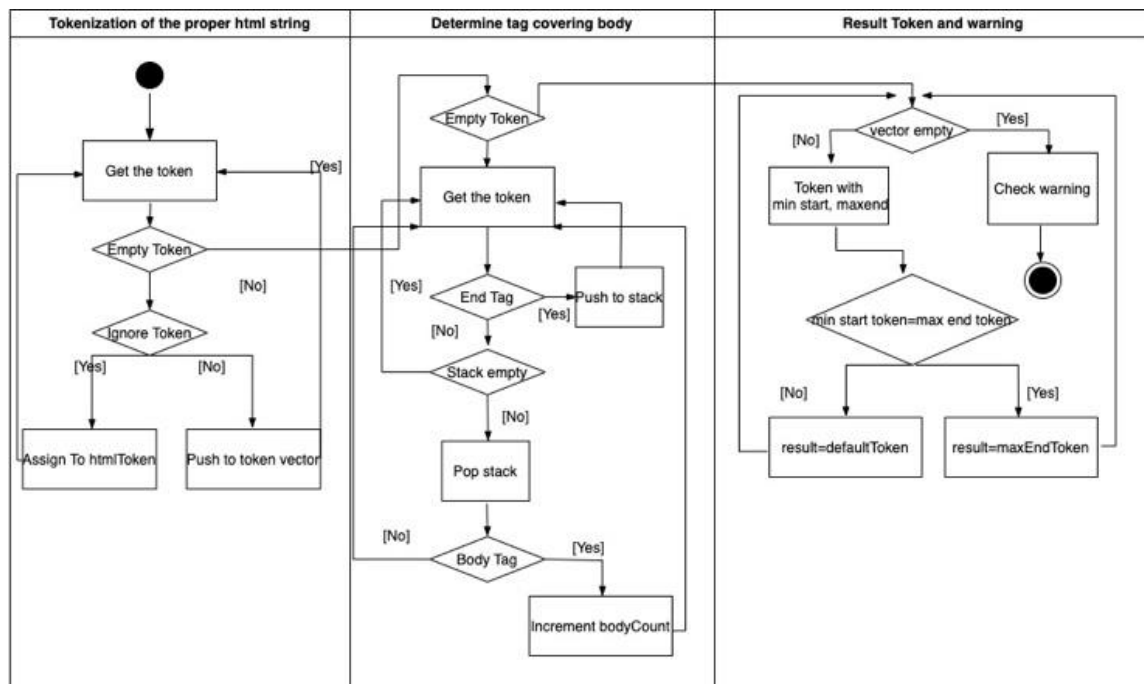 Tokenization of the proper html string
Determine tag covering body
Result Token and warning
Get the token
[Yes]
Empty Token
[No]
Ignore Token
[Yes]
[No]
Assign To htmlToken
Push to token vector
Empty Token
Get the token
[Yes]
End Tag
[Yes]
Push to stack
[No]
Stack empty
[No]
Pop stack
[No]
Body Tag
[Yes]
Increment bodyCount
vector empty
[No]
[Yes]
Token with
min start, maxend
Check warning
min start token=max end token
[No]
[Yes]
result=defaultToken
result=maxEndToken